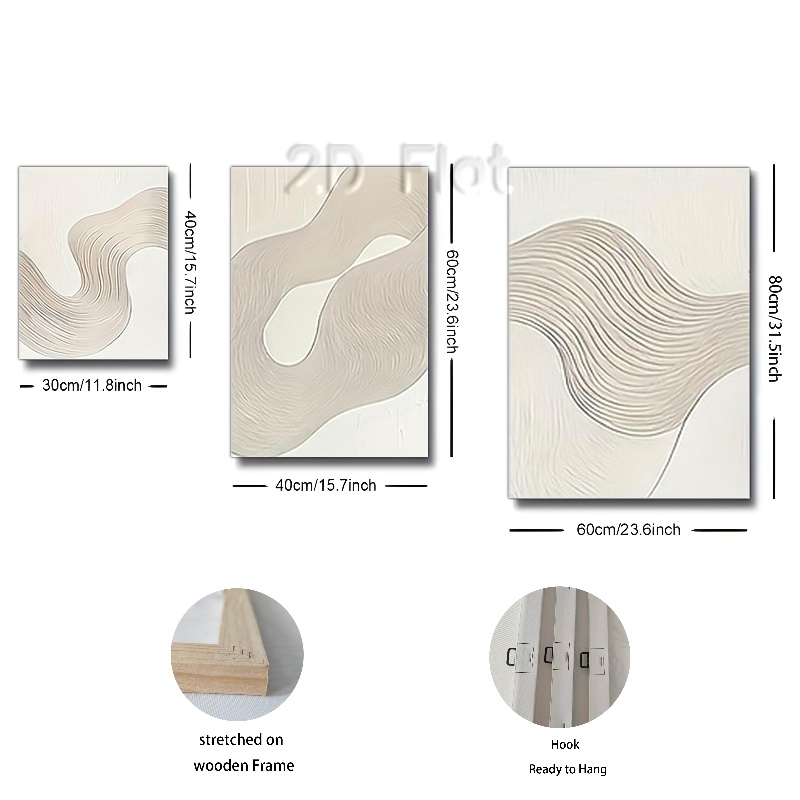 2D Flat
40cm/15.7inch
30cm/11.8inch
60cm/23.6inch
40cm/15.7inch
80cm/31.5inch
60cm/23.6inch
stretched on
wooden Frame
Hook
Ready to Hang